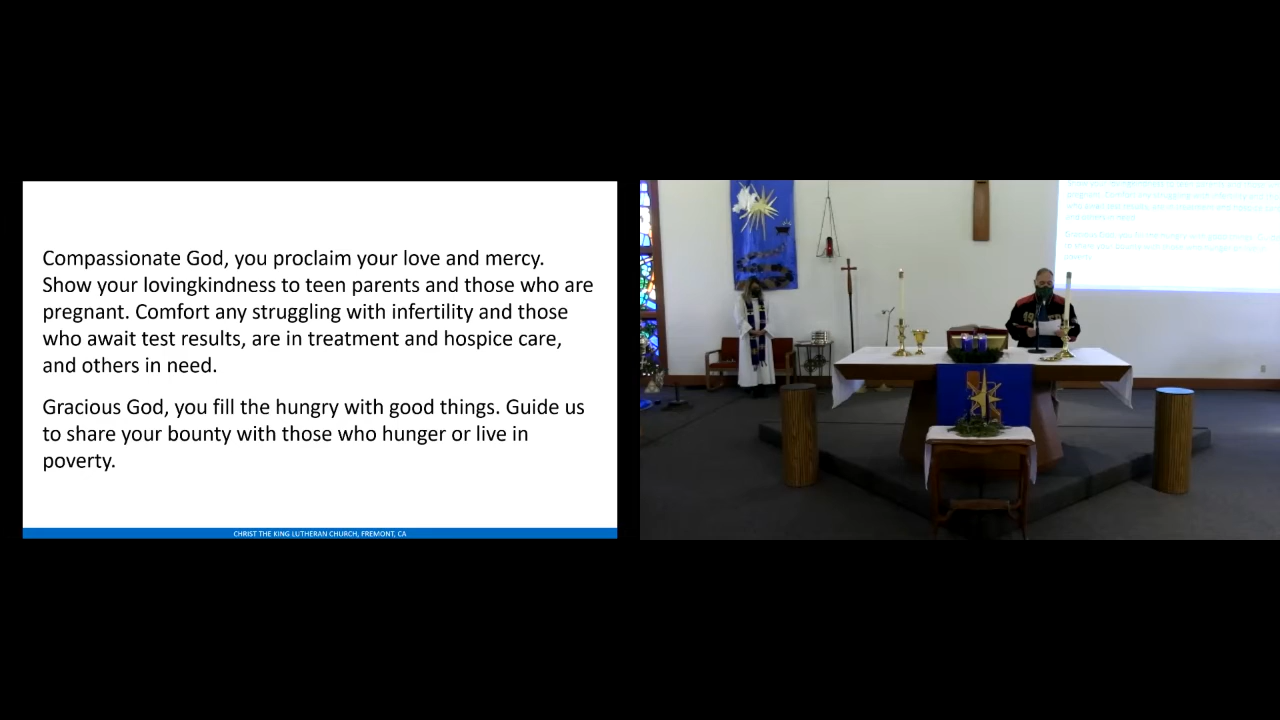 Compassionate God, you proclaim your love and mercy.
Show your lovingkindness to teen parents and those who are
pregnant. Comfort any struggling with infertility and those
who await test results, are in treatment and hospice care,
and others in need.
Gracious God, you fill the hungry with good things. Guide us
to share your bounty with those who hunger or live in
poverty.
CHRIST THE KING LUTHERAN CHURCH, FREMONT, CA